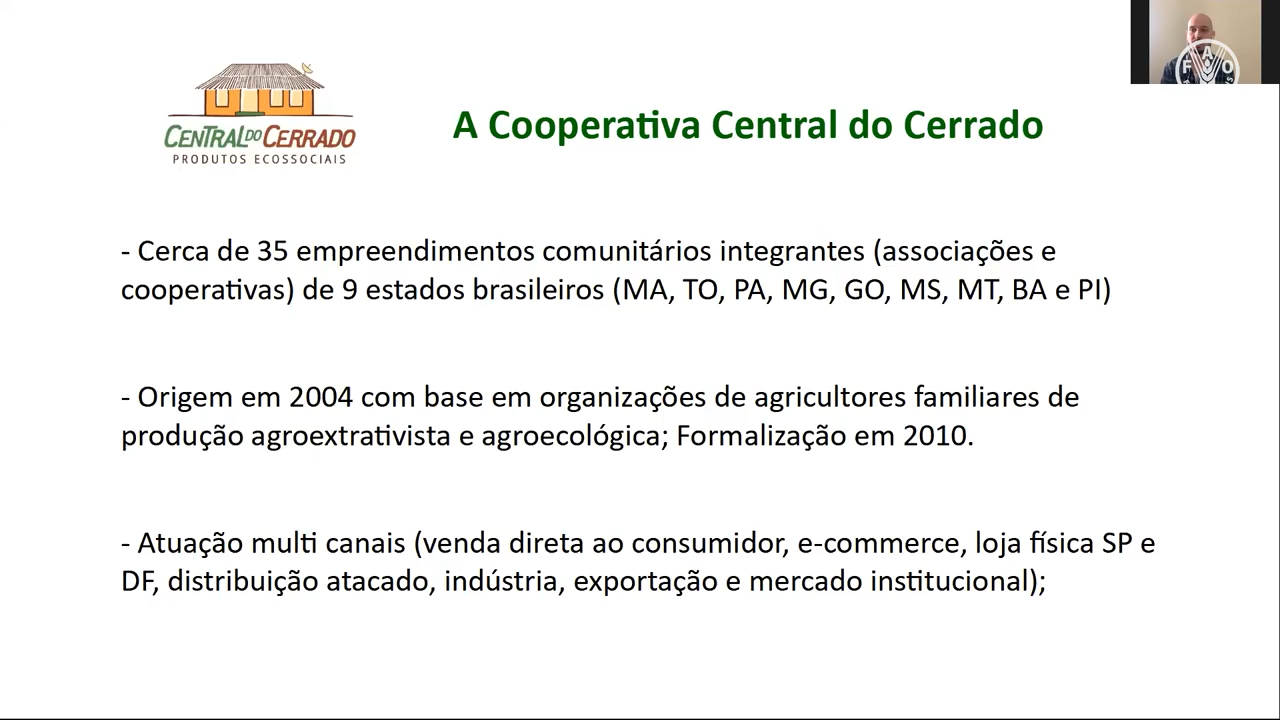 CENTRAL DO CERRADO
PRODUTOS ECOSSOCIAIS
A Cooperativa Central do Cerrado
- Cerca de 35 empreendimentos comunitários integrantes (associações e
cooperativas) de 9 estados brasileiros (MA, TO, PA, MG, GO, MS, MT, BA e PI)
- Origem em 2004 com base em organizações de agricultores familiares de
produção agroextrativista e agroecológica; Formalização em 2010.
- Atuação multi canais (venda direta ao consumidor, e-commerce, loja física SP e
DF, distribuição atacado, indústria, exportação e mercado institucional);
FAO